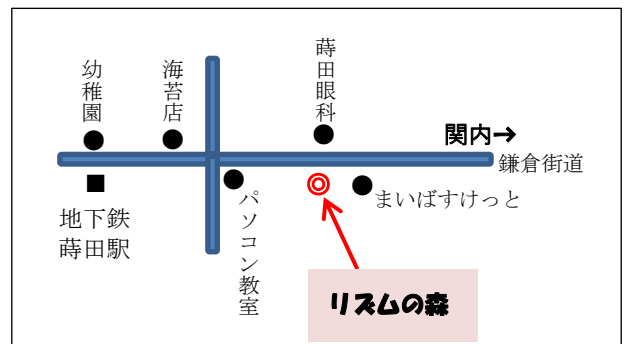 幼稚園
海苔店
蒔田眼科
関内→
鎌倉街道
地下鉄
蒔田駅
パソコン教室
まいばすけっと
リズムの森